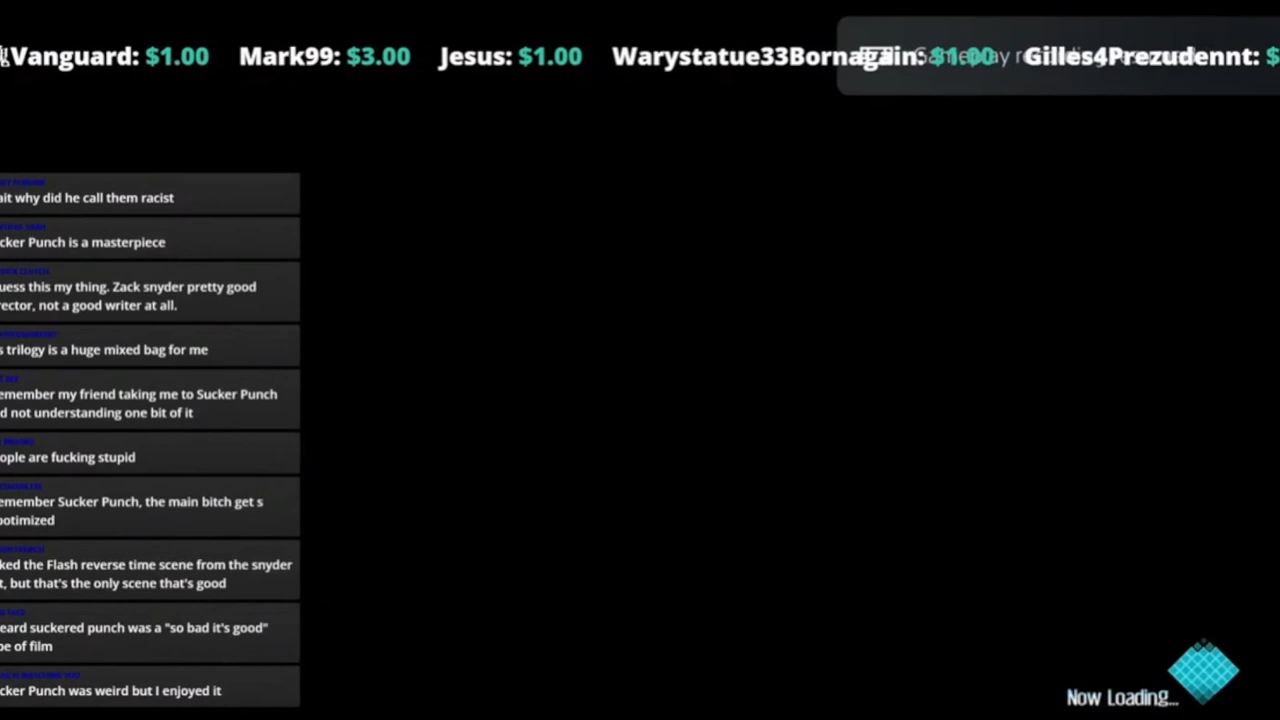 Vanguard: $1.00 Mark99: $3.00 Jesus: $1.00 Warystatue33Bornagain: $1.00 Gilles4Prezudennt: $
ait why did he call them racist
cker Punch is a masterpiece
uess this my thing. Zack snyder pretty good
rector, not a good writer at all.
s trilogy is a huge mixed bag for me
emember my friend taking me to Sucker Punch
d not understanding one bit of it
ople are fucking stupid
emember Sucker Punch, the main bitch get s
botimized
ked the Flash reverse time scene from the snyder
t, but that's the only scene that's good
eard suckered punch was a "so bad it's good"
pe of film
cker Punch was weird but I enjoyed it
Now Loading...